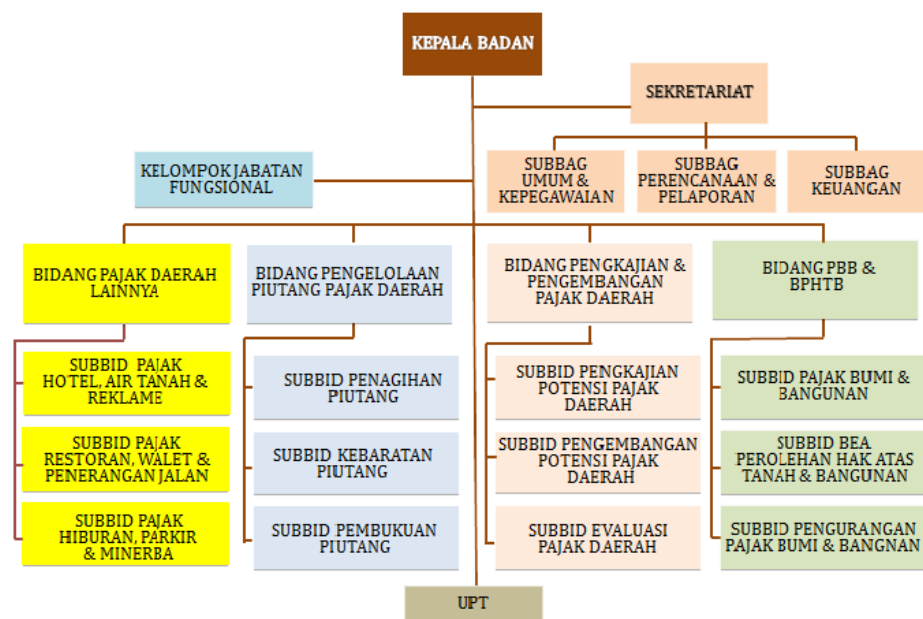 KEPALA BADAN
SEKRETARIAT
KELOMPOK JABATAN
FUNGSIONAL
SUBBAG
UMUM &
KEPEGAWAIAN
SUBBAG
PERENCANAAN &
PELAPORAN
SUBBAG
KEUANGAN
BIDANG PAJAK DAERAH
LAINNYA
BIDANG PENGELOLAAN
PIUTANG PAJAK DAERAH
BIDANG PENGKAJIAN &
PENGEMBANGAN
PAJAK DAERAH
BIDANG PBB &
BPHTB
SUBBID PAJAK
HOTEL, AIR TANAH &
REKLAME
SUBBID PENAGIHAN
PIUTANG
SUBBID PENGKAJIAN
POTENSI PAJAK
DAERAH
SUBBID PAJAK BUMI &
BANGUNAN
SUBBID PAJAK
RESTORAN, WALET &
PENERANGAN JALAN
SUBBID KEBARATAN
PIUTANG
SUBBID PENGEMBANGAN
POTENSI PAJAK
DAERAH
SUBBID BEA
PEROLEHAN HAK ATAS
TANAH & BANGUNAN
SUBBID PAJAK
HIBURAN, PARKIR
& MINERBA
SUBBID PEMBUKUAN
PIUTANG
SUBBID EVALUASI
PAJAK DAERAH
SUBBID PENGURANGAN
PAJAK BUMI & BANGNAN
UPT